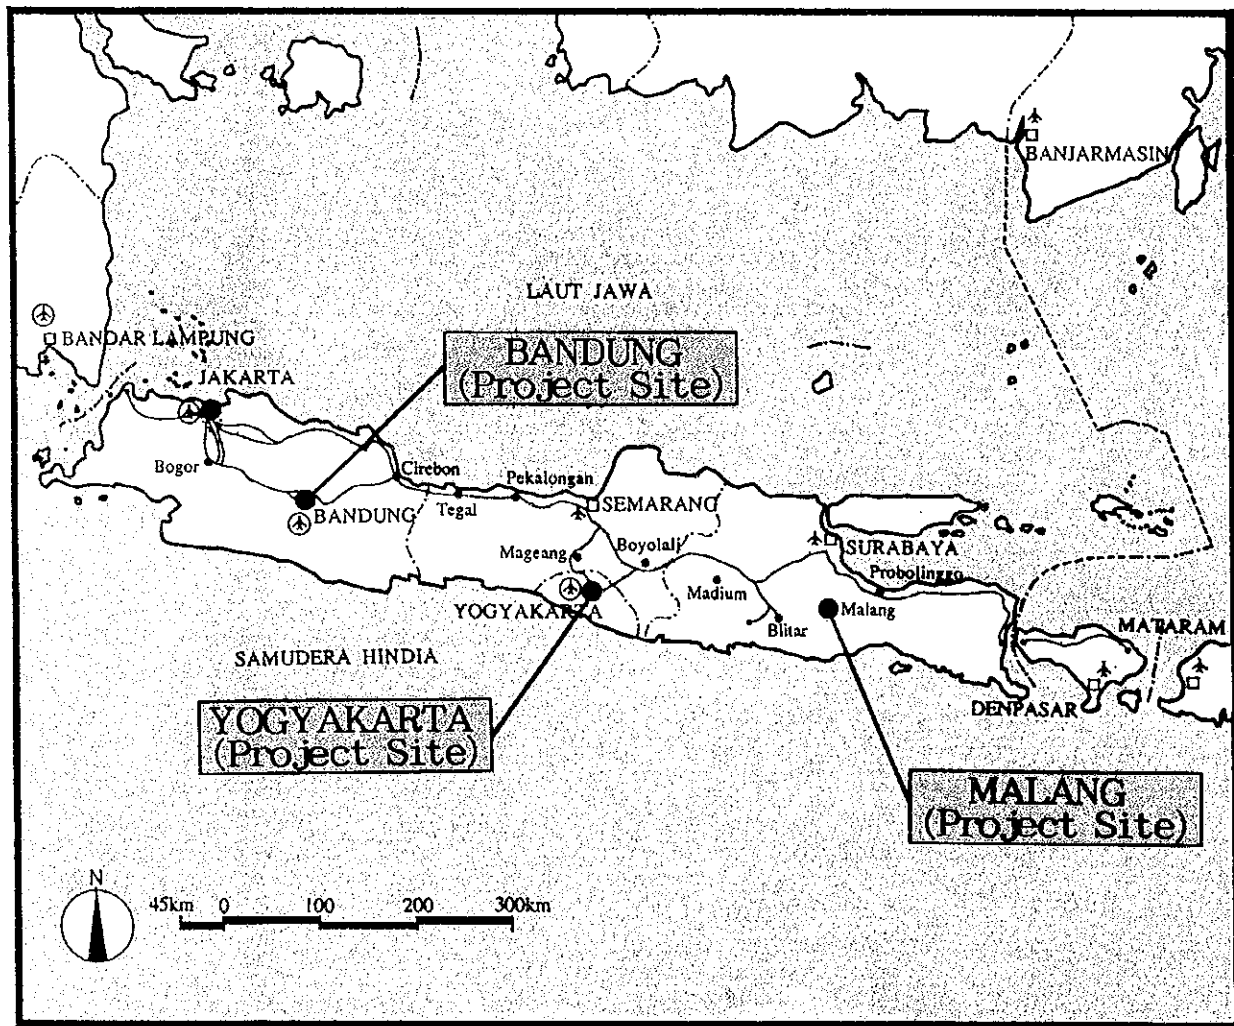 BANJARMASIN
LAUT JAWA
BANDAR LAMPUNG
BANDUNG
(Project Site)
JAKARTA
Bogor
Cirebon
Pekalongan
Tegal
SEMARANG
BANDUNG
Mageang
Boyolali
SURABAYA
Probolinggo
Madium
YOGYAKARTA
Blitar
Malang
MATARAM
SAMUDERA HINDIA
DENPASAR
YOGYAKARTA
(Project Site)
MALANG
(Project Site)
N
45km 0 100 200 300km